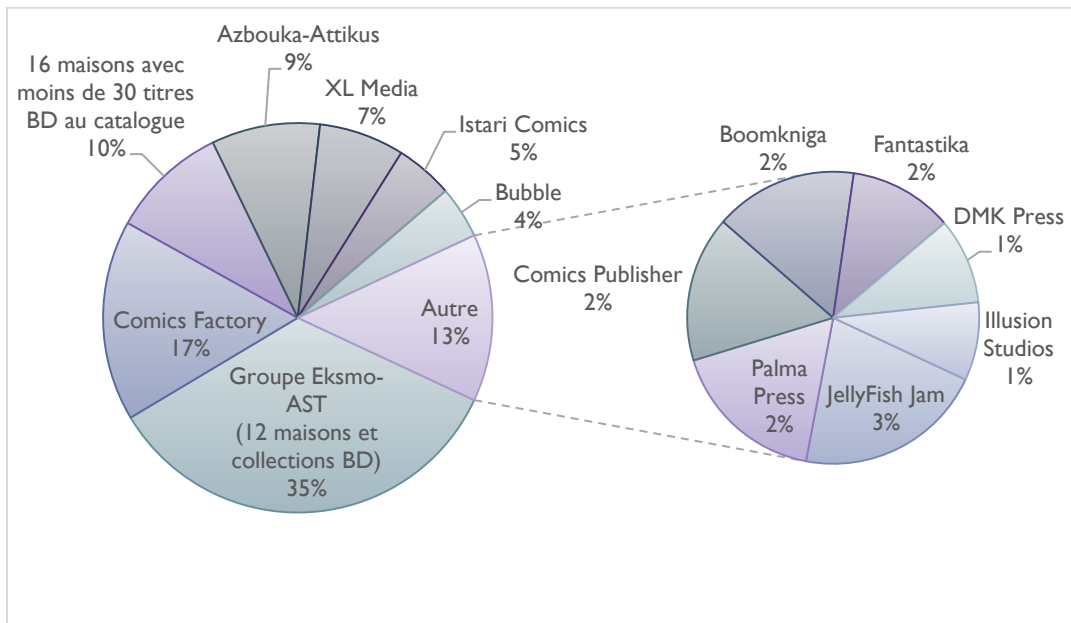 Azbouka-Attikus
9%
16 maisons avec
moins de 30 titres
BD au catalogue
10%
XL Media
7%
Istari Comics
5%
Bubble
4%
Autre
13%
Comics Factory
17%
Groupe Eksmo-
AST
(12 maisons et
collections BD)
35%
Boomkniga
2%
Fantastika
2%
DMK Press
1%
Comics Publisher
2%
Illusion
Studios
1%
Palma
Press
2%
JellyFish Jam
3%